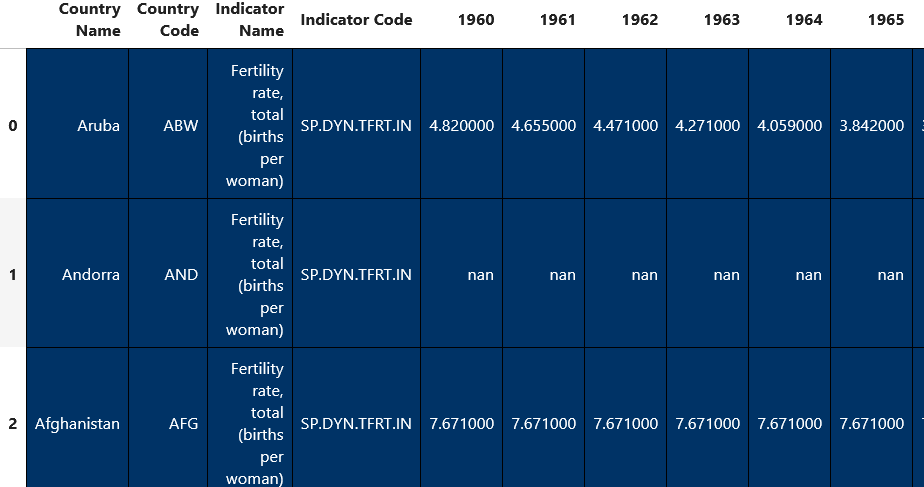 Country Name Country Code Indicator Name Indicator Code 1960 1961 1962 1963 1964 1965
0 Aruba ABW Fertility rate, total (births per woman) SP.DYN.TFRT.IN 4.820000 4.655000 4.471000 4.271000 4.059000 3.842000
1 Andorra AND Fertility rate, total (births per woman) SP.DYN.TFRT.IN nan nan nan nan nan nan
2 Afghanistan AFG Fertility rate, total (births per woman) SP.DYN.TFRT.IN 7.671000 7.671000 7.671000 7.671000 7.671000 7.671000